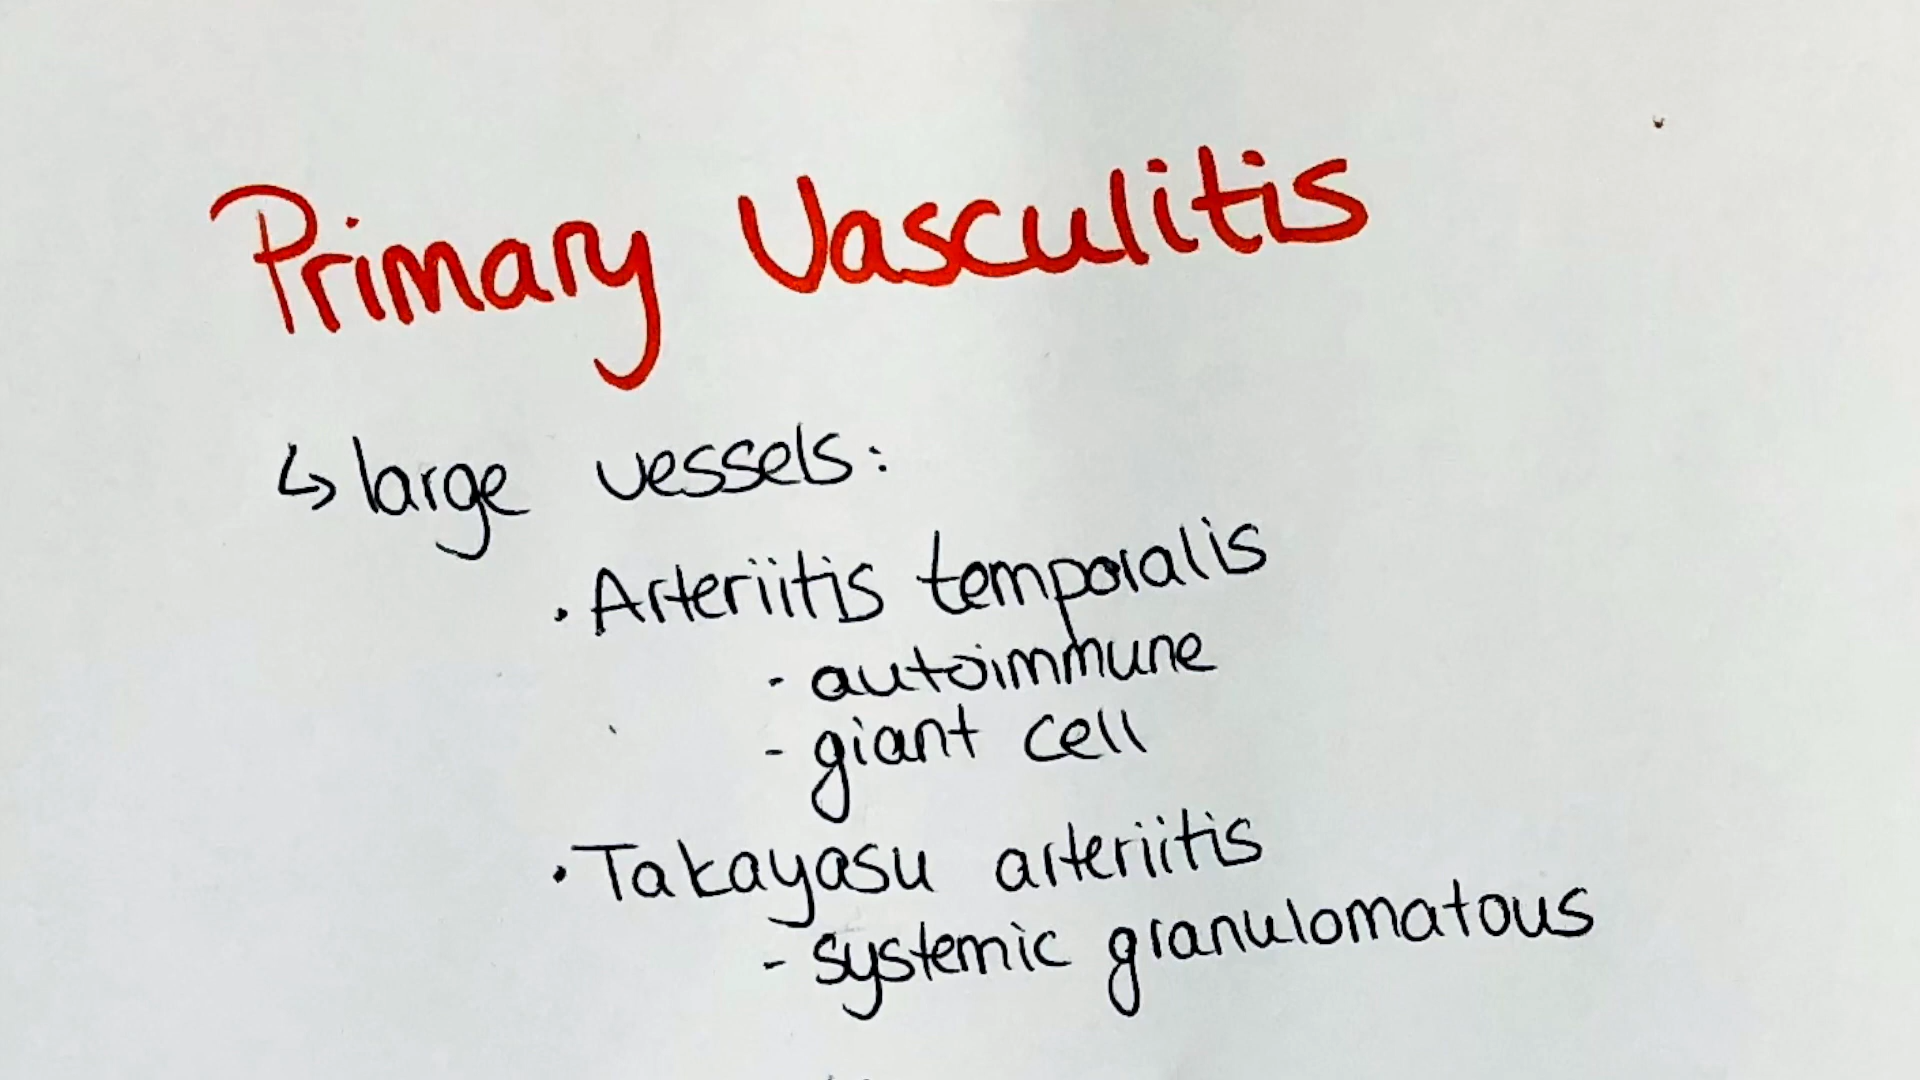 Primary Vasculitis
↳ large vessels:
· Arteriitis temporalis
- autoimmune
- giant cell
· Takayasu arteriitis
- systemic granulomatous